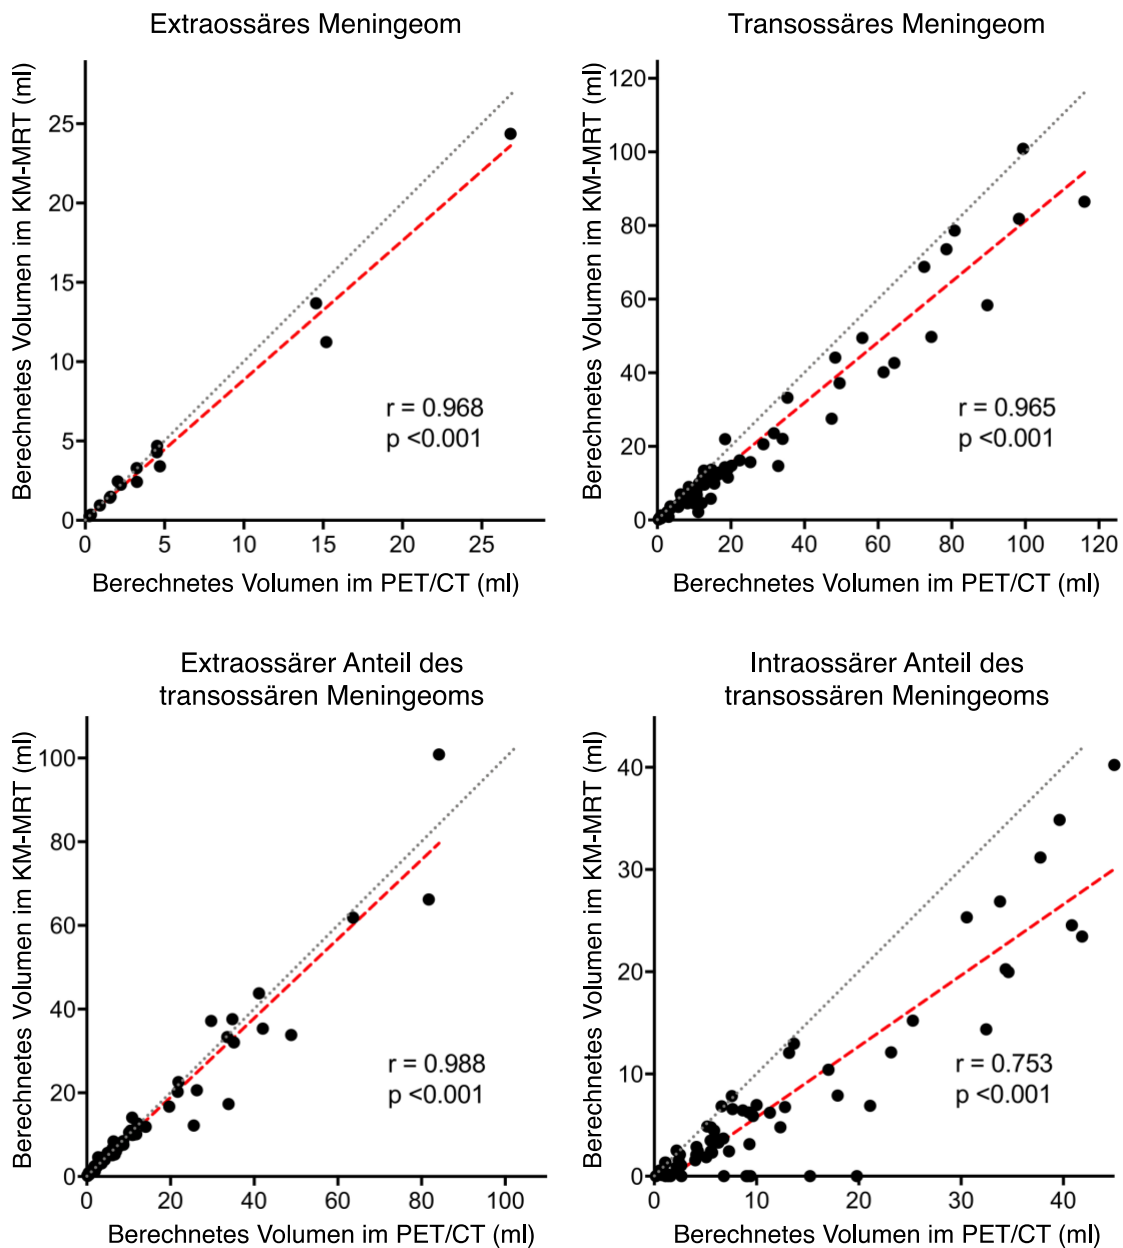 Extraossäres Meningeom
Berechnetes Volumen im KM-MRT (ml)
25
20
15
10
5
0
r = 0.968
p <0.001
0 5 10 15 20 25
Berechnetes Volumen im PET/CT (ml)
Transossäres Meningeom
Berechnetes Volumen im KM-MRT (ml)
120
100
80
60
40
20
0
r = 0.965
p <0.001
0 20 40 60 80 100 120
Berechnetes Volumen im PET/CT (ml)
Extraossärer Anteil des
transossären Meningeoms
Berechnetes Volumen im KM-MRT (ml)
100
80
60
40
20
0
r = 0.988
p <0.001
0 20 40 60 80 100
Berechnetes Volumen im PET/CT (ml)
Intraossärer Anteil des
transossären Meningeoms
Berechnetes Volumen im KM-MRT (ml)
40
30
20
10
0
r = 0.753
p <0.001
0 10 20 30 40
Berechnetes Volumen im PET/CT (ml)